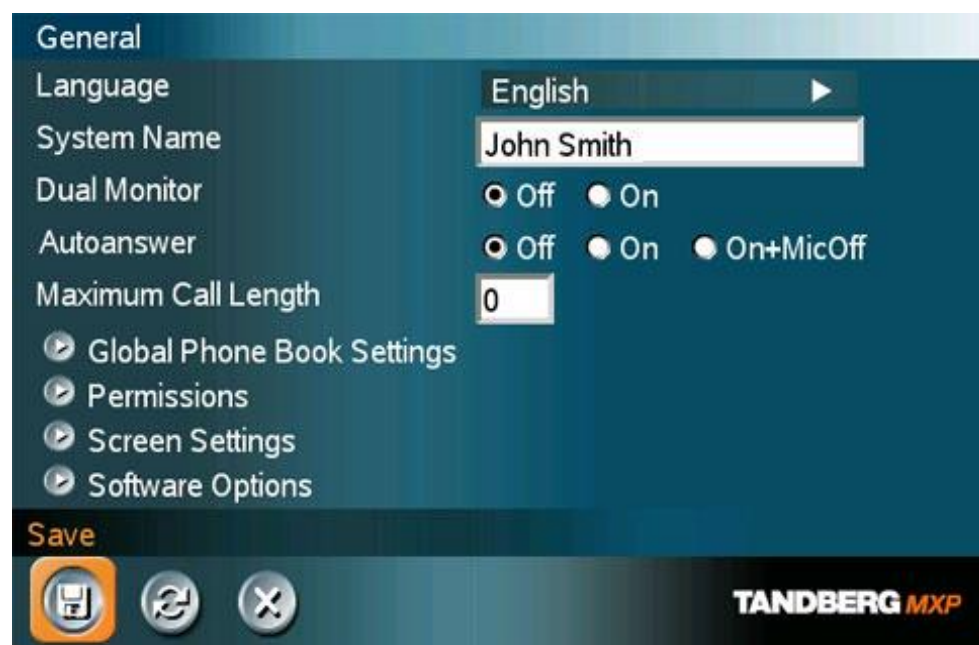 General
Language English
System Name John Smith
Dual Monitor Off On
Autoanswer Off On On+MicOff
Maximum Call Length 0
Global Phone Book Settings
Permissions
Screen Settings
Software Options
Save
TANDBERG MXP